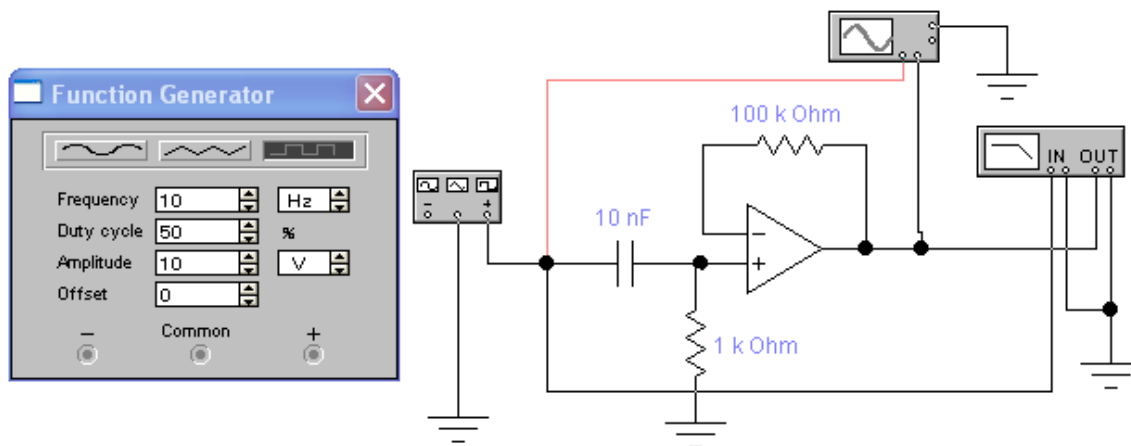 Function Generator
Frequency 10 Hz
Duty cycle 50 %
Amplitude 10 V
Offset 0
− Common +
− +
10 nF
100 k Ohm
−
+
1 k Ohm
IN OUT